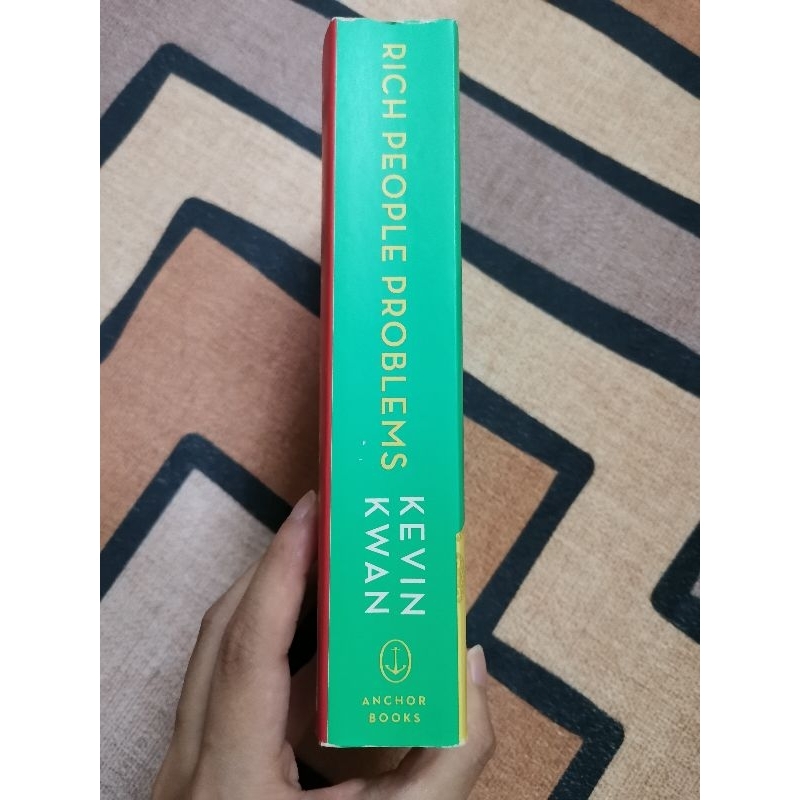 RICH PEOPLE PROBLEMS
KEVIN
KWAN
ANCHOR
BOOKS